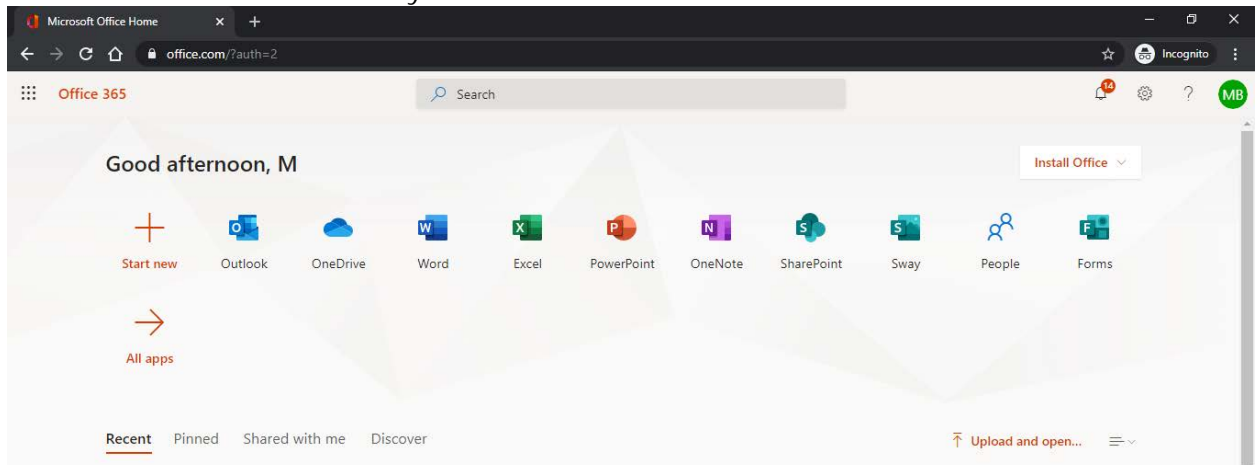 Microsoft Office Home
office.com/?auth=2
Incognito
Office 365
Search
14
?
MB
Good afternoon, M
Install Office
Start new
Outlook
OneDrive
Word
Excel
PowerPoint
OneNote
SharePoint
Sway
People
Forms
All apps
Recent Pinned Shared with me Discover
Upload and open...